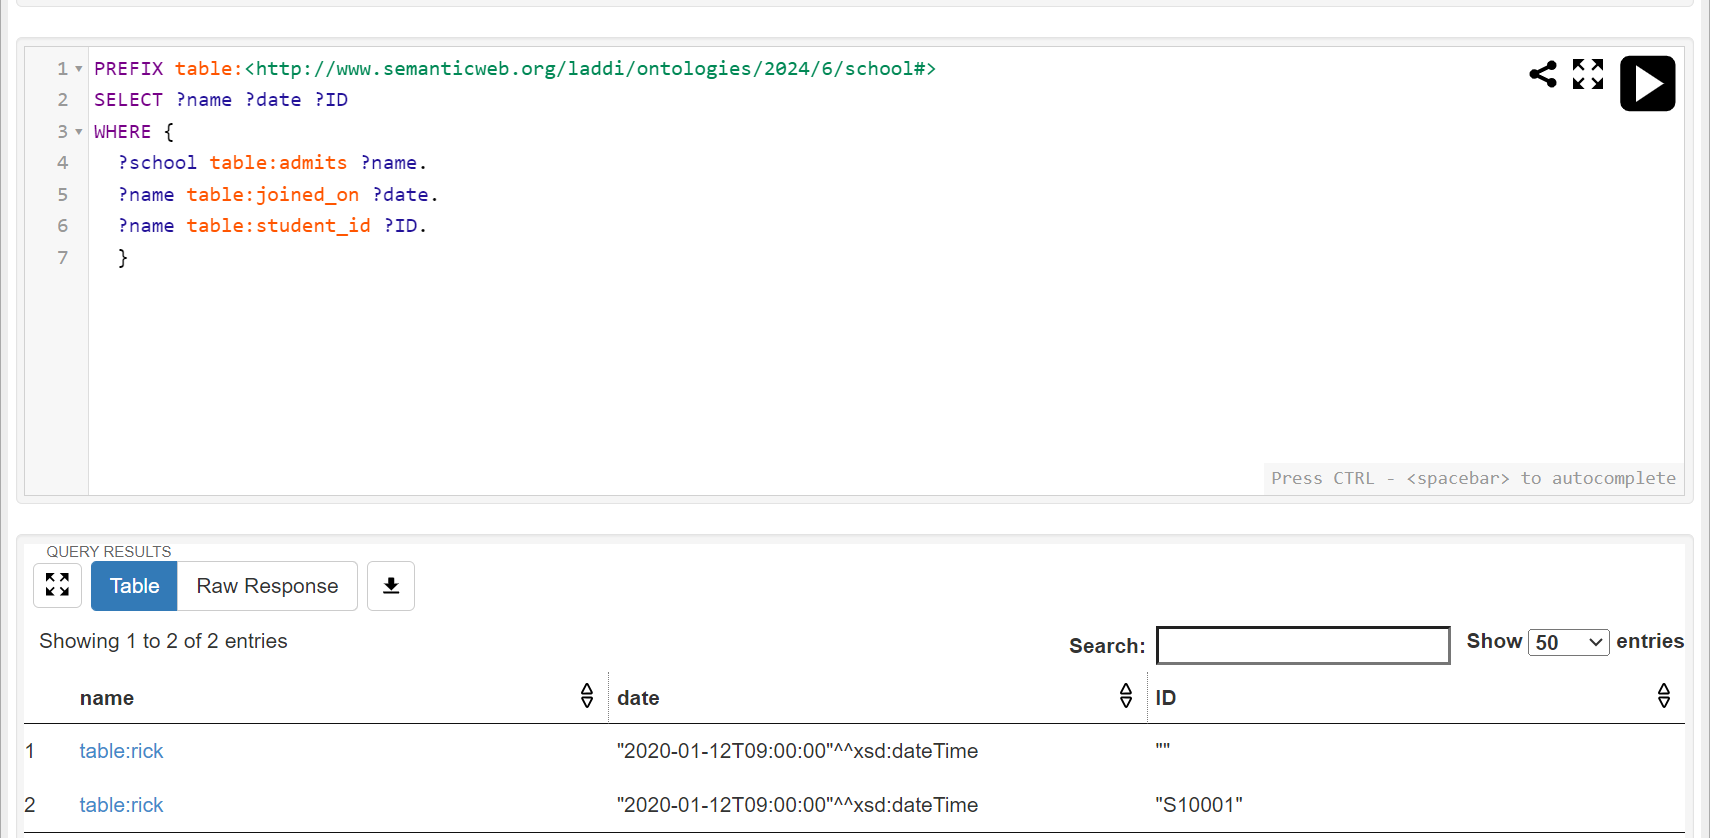 1 PREFIX table:<http://www.semanticweb.org/laddi/ontologies/2024/6/school#>
2 SELECT ?name ?date ?ID
3 WHERE {
4 ?school table:admits ?name.
5 ?name table:joined_on ?date.
6 ?name table:student_id ?ID.
7 }
Press CTRL - <spacebar> to autocomplete
QUERY RESULTS
Table Raw Response
Showing 1 to 2 of 2 entries Search: Show 50 entries
name date ID
1 table:rick "2020-01-12T09:00:00"^^xsd:dateTime ""
2 table:rick "2020-01-12T09:00:00"^^xsd:dateTime "S10001"